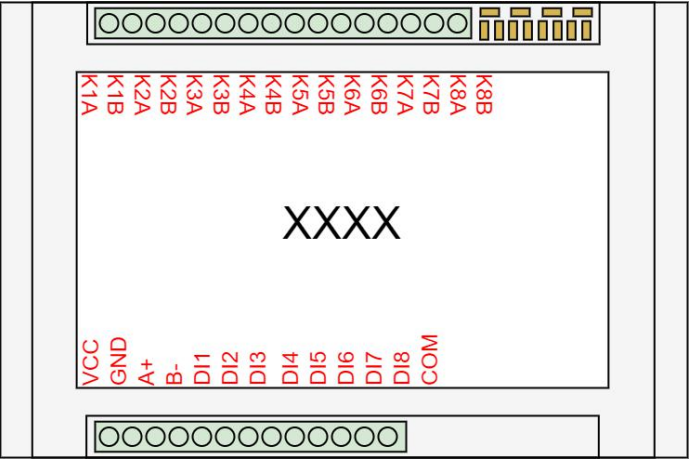 K1A K1B K2A K2B K3A K3B K4A K4B K5A K5B K6A K6B K7A K7B K8A K8B
XXXX
VCC GND A+ B- DI1 DI2 DI3 DI4 DI5 DI6 DI7 DI8 COM